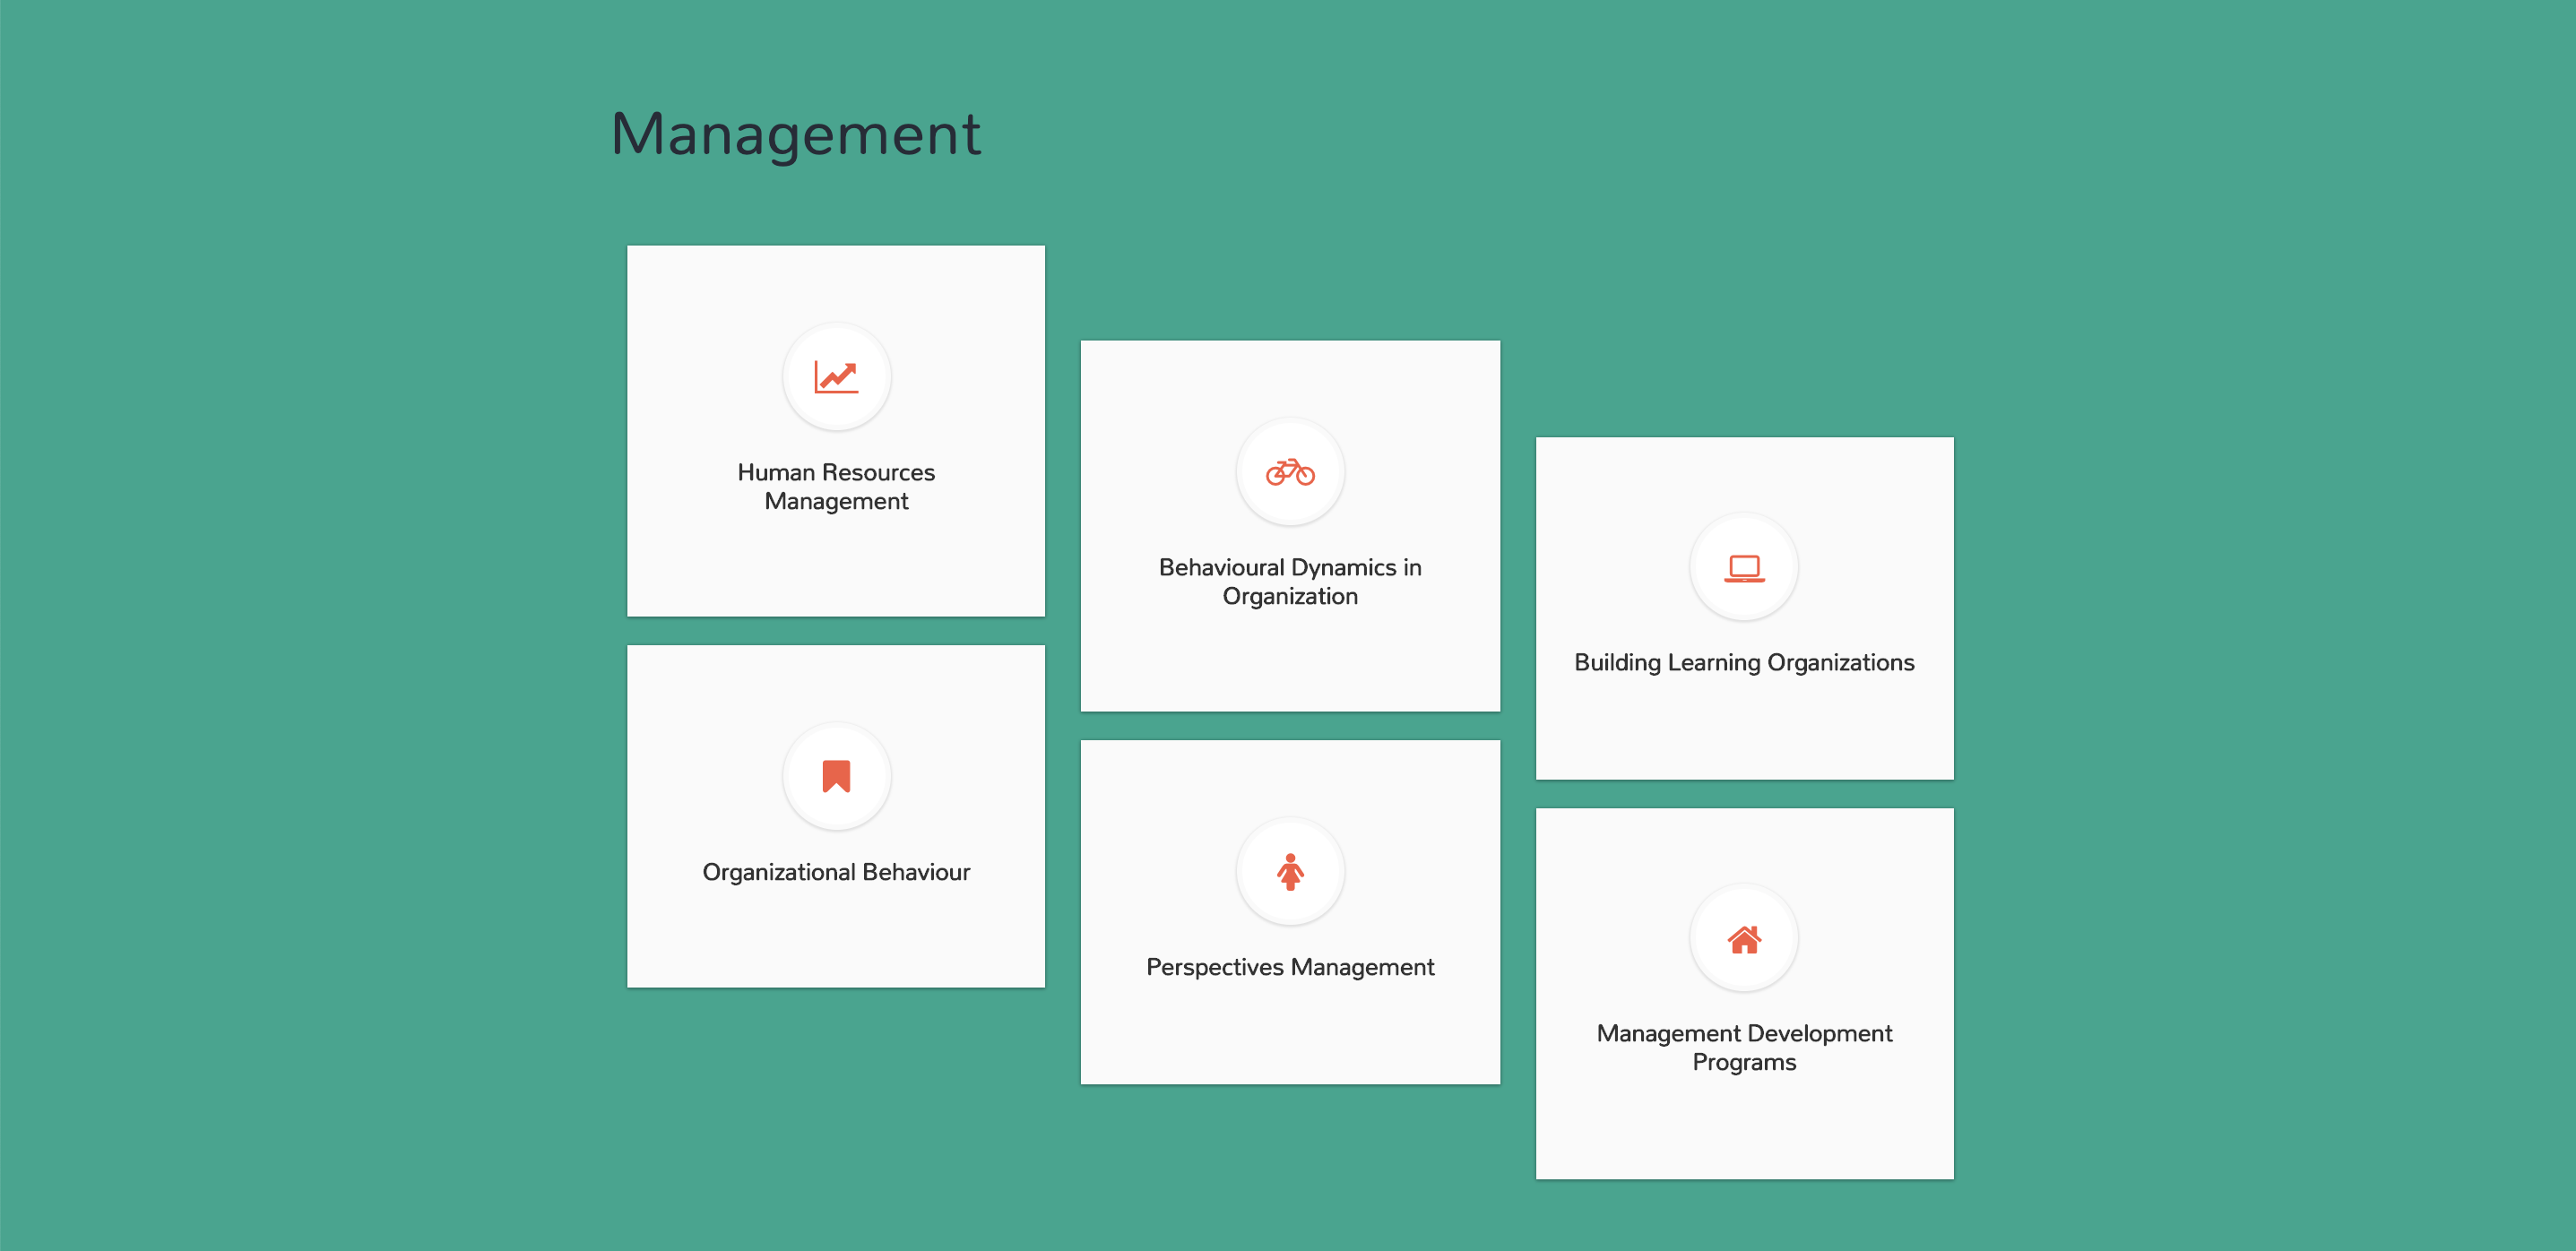 Management
Human Resources
Management
Behavioural Dynamics in
Organization
Building Learning Organizations
Organizational Behaviour
Perspectives Management
Management Development
Programs